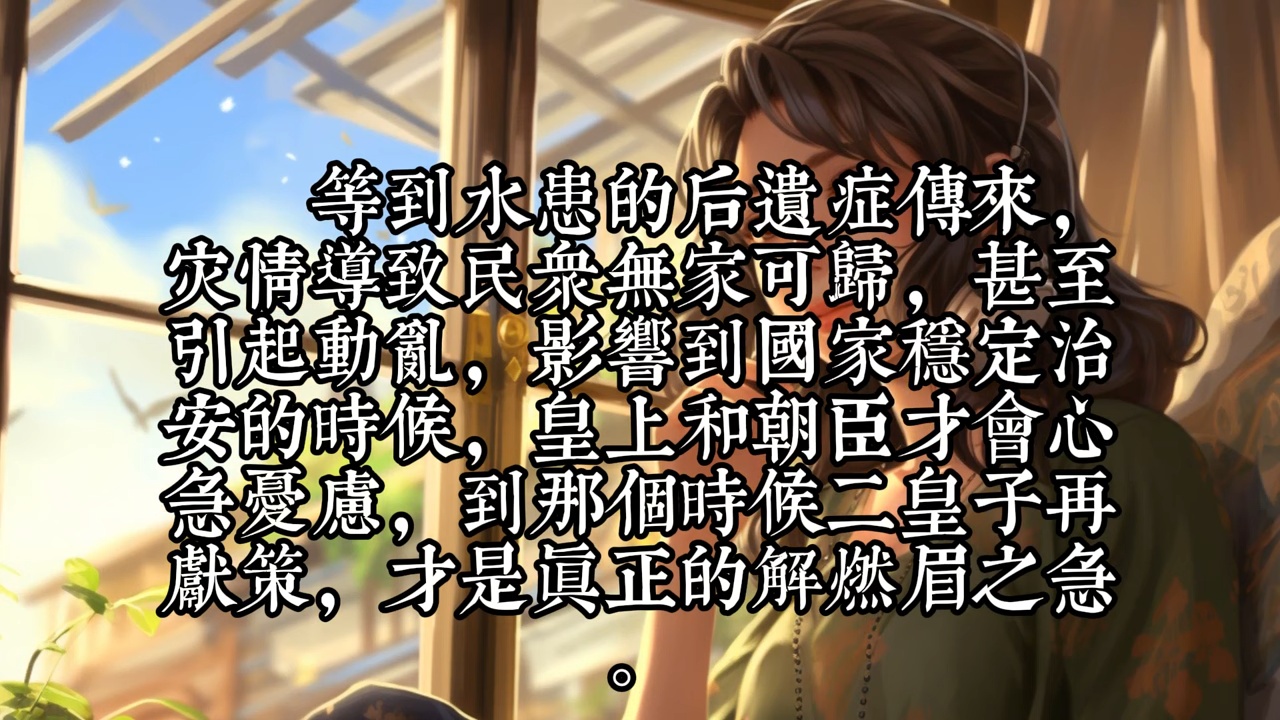 等到水患的后遺症傳來，
灾情導致民衆無家可歸，甚至
引起動亂，影響到國家穩定治
安的時候，皇上和朝臣才會心
急憂慮，到那個時候二皇子再
獻策，才是眞正的解燃眉之急
。